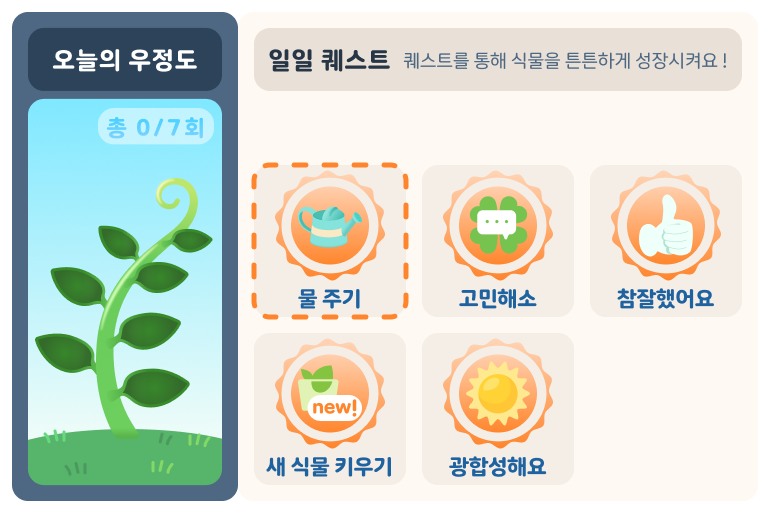 오늘의 우정도
총 0/7회
일일 퀘스트 퀘스트를 통해 식물을 튼튼하게 성장시켜요 !
물 주기
고민해소
참잘했어요
new!
새 식물 키우기
광합성해요